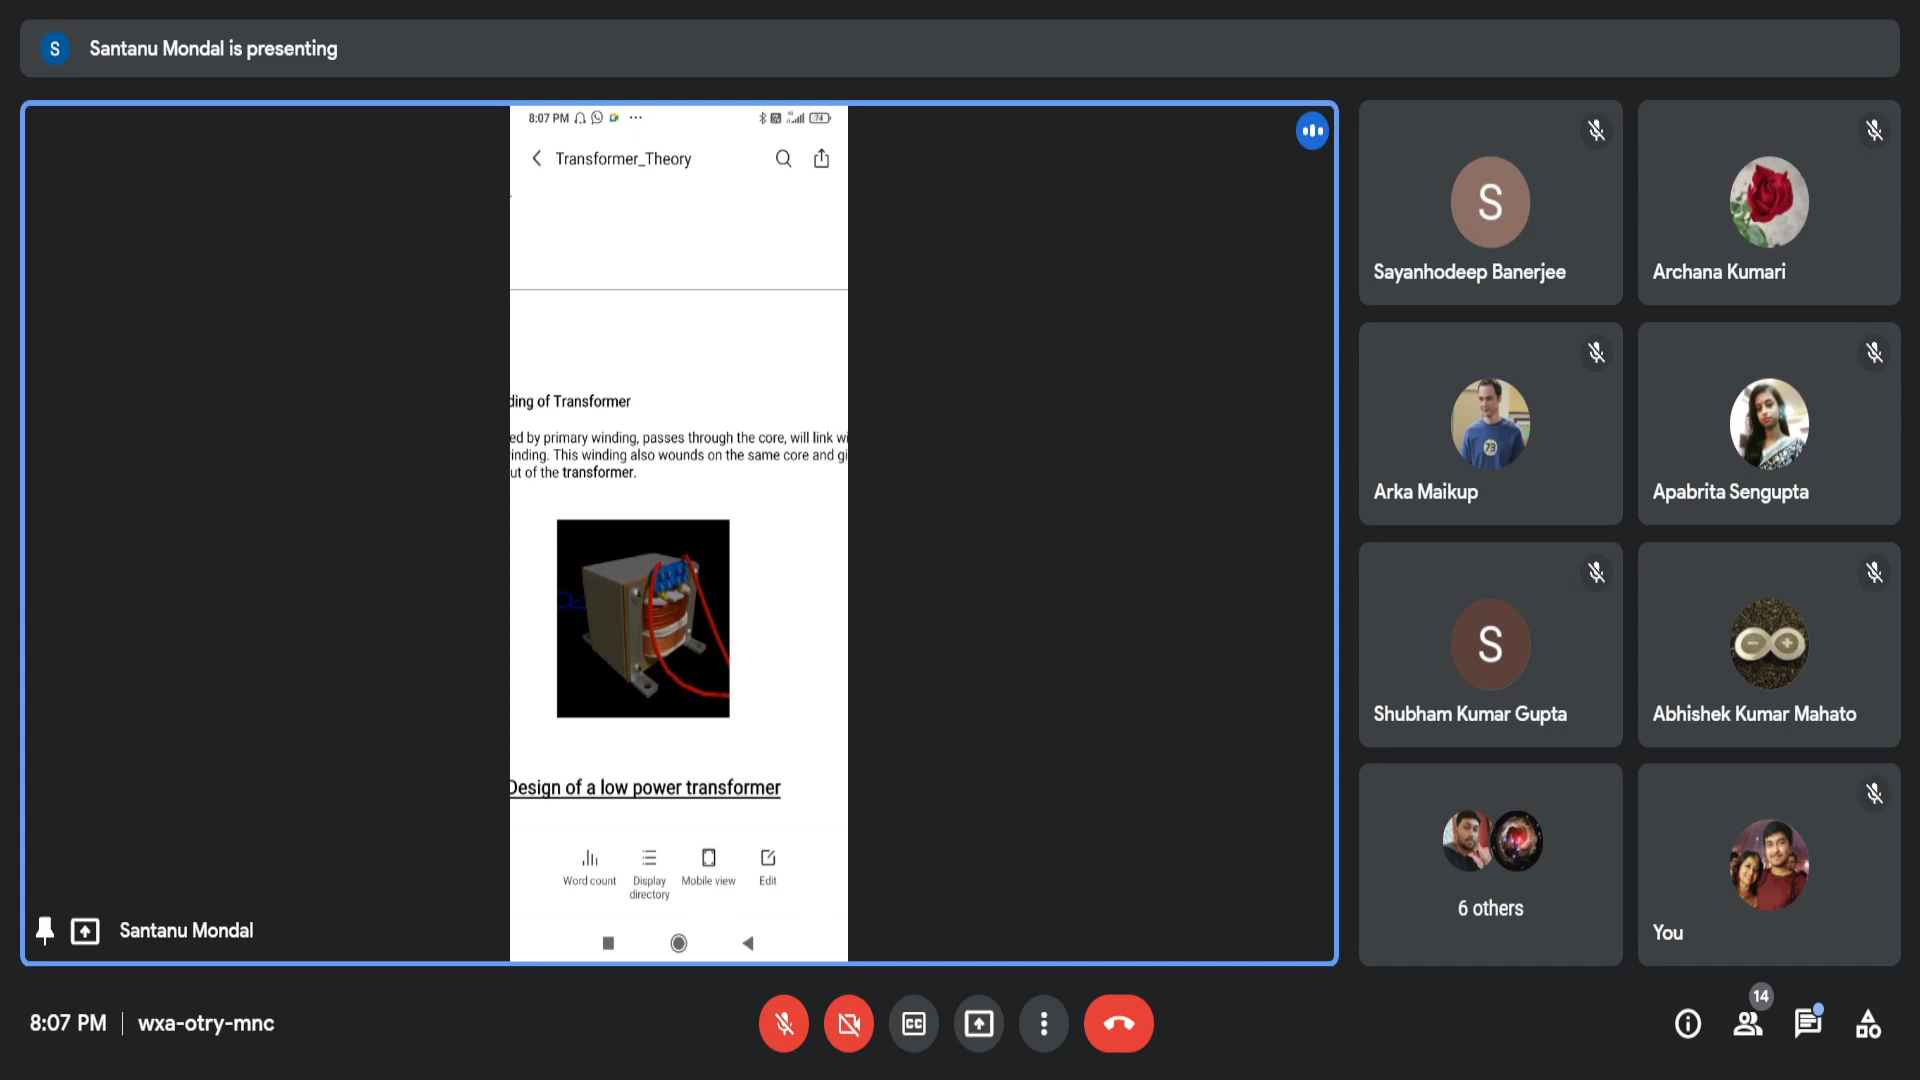 S Santanu Mondal is presenting
8:07 PM
74
Transformer_Theory
ding of Transformer
ed by primary winding, passes through the core, will link wi
inding. This winding also wounds on the same core and gi
ut of the transformer.
Design of a low power transformer
Word count
Display directory
Mobile view
Edit
Santanu Mondal
S
Sayanhodeep Banerjee
Archana Kumari
73
Arka Maikup
Apabrita Sengupta
S
Shubham Kumar Gupta
Abhishek Kumar Mahato
6 others
You
8:07 PM | wxa-otry-mnc
CC
14